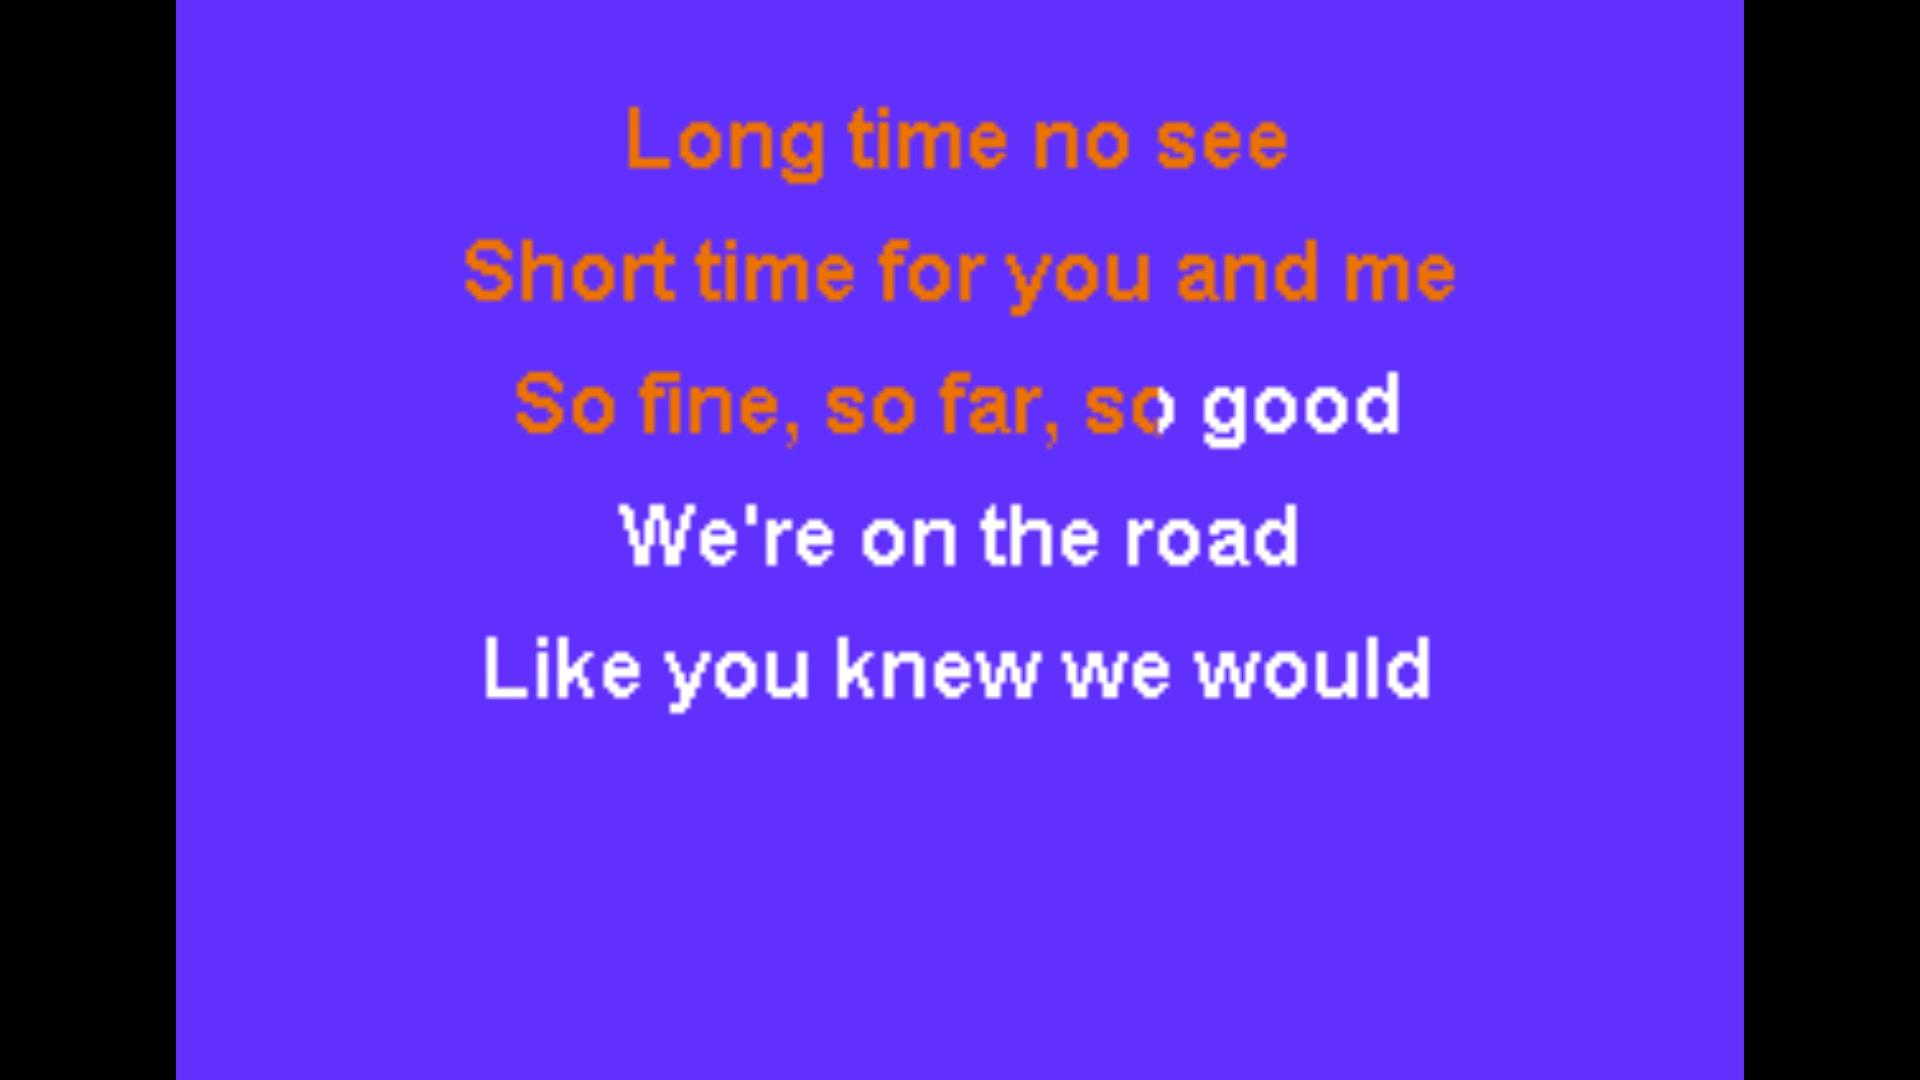 Long time no see
Short time for you and me
So fine, so far, so good
We're on the road
Like you knew we would